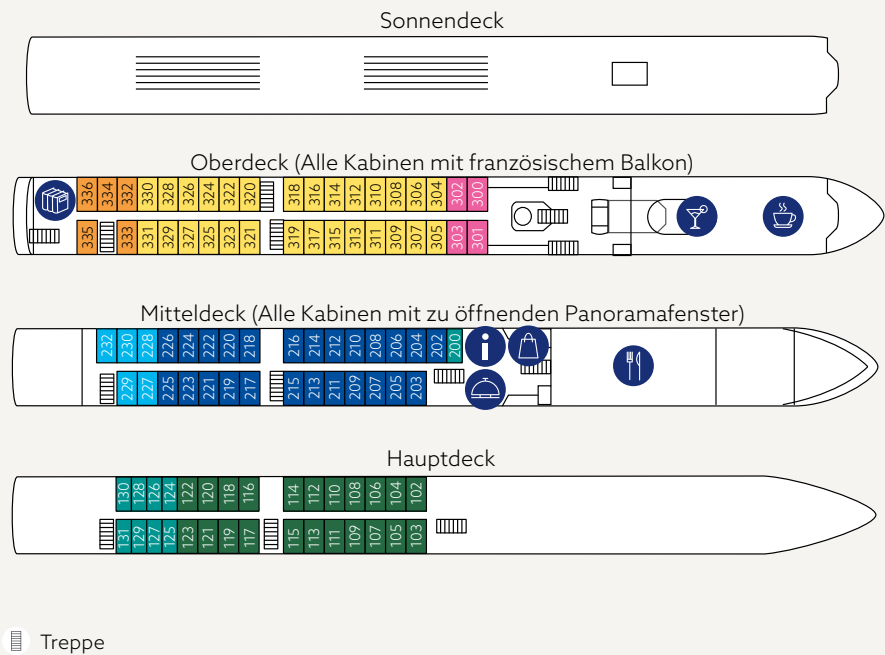 Sonnendeck
Oberdeck (Alle Kabinen mit französischem Balkon)
336 334 332 330 328 326 324 322 320 318 316 314 312 310 308 306 304 302 300
335 333 331 329 327 325 323 321 319 317 315 313 311 309 307 305 303 301
Mitteldeck (Alle Kabinen mit zu öffnenden Panoramafenster)
232 230 228 226 224 222 220 218 216 214 212 210 208 206 204 202 200
229 227 225 223 221 219 217 215 213 211 209 207 205 203
Hauptdeck
130 128 126 124 122 120 118 116 114 112 110 108 106 104 102
131 129 127 125 123 121 119 117 115 113 111 109 107 105 103
Treppe